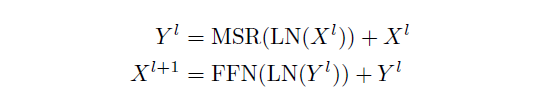 Y^l = MSR(LN(X^l)) + X^l
X^{l+1} = FFN(LN(Y^l)) + Y^l